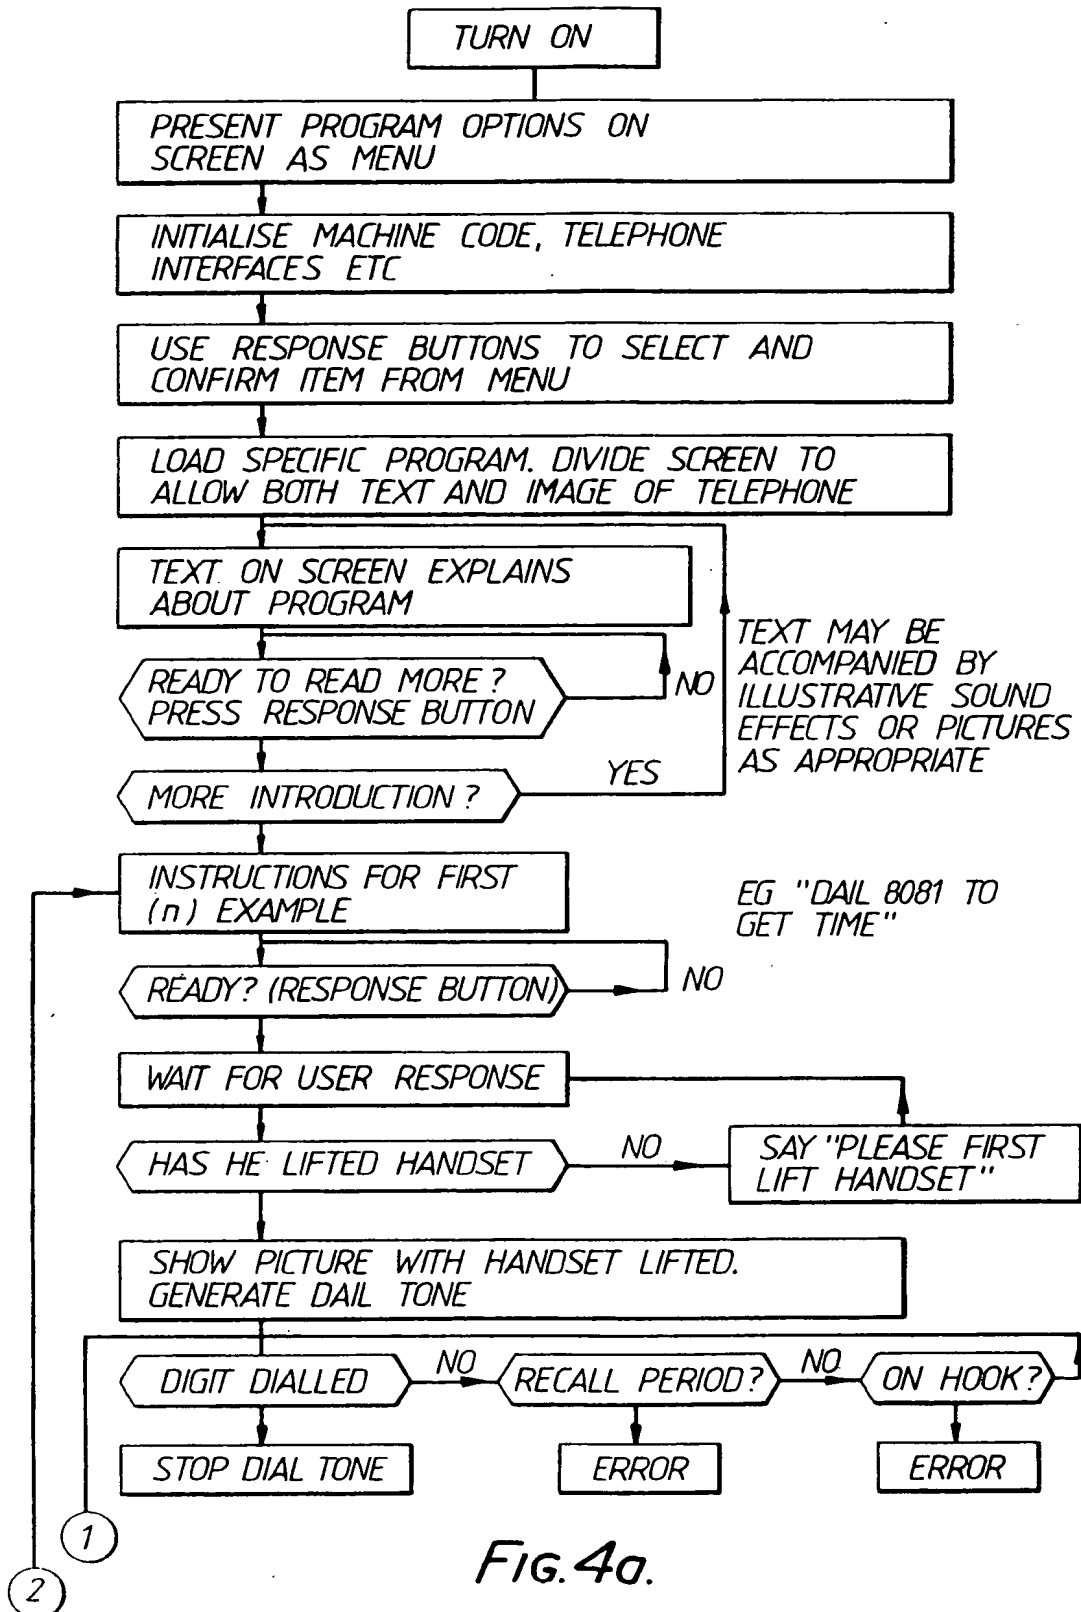 TURN ON
PRESENT PROGRAM OPTIONS ON
SCREEN AS MENU
INITIALISE MACHINE CODE, TELEPHONE
INTERFACES ETC
USE RESPONSE BUTTONS TO SELECT AND
CONFIRM ITEM FROM MENU
LOAD SPECIFIC PROGRAM. DIVIDE SCREEN TO
ALLOW BOTH TEXT AND IMAGE OF TELEPHONE
TEXT ON SCREEN EXPLAINS
ABOUT PROGRAM
TEXT MAY BE
ACCOMPANIED BY
ILLUSTRATIVE SOUND
EFFECTS OR PICTURES
AS APPROPRIATE
READY TO READ MORE?
PRESS RESPONSE BUTTON
NO
MORE INTRODUCTION?
YES
INSTRUCTIONS FOR FIRST
(n) EXAMPLE
EG "DAIL 8081 TO
GET TIME"
READY? (RESPONSE BUTTON)
NO
WAIT FOR USER RESPONSE
HAS HE LIFTED HANDSET
NO
SAY "PLEASE FIRST
LIFT HANDSET"
SHOW PICTURE WITH HANDSET LIFTED.
GENERATE DAIL TONE
DIGIT DIALLED
NO
RECALL PERIOD?
NO
ON HOOK?
STOP DIAL TONE
ERROR
ERROR
1
2
FIG. 4a.